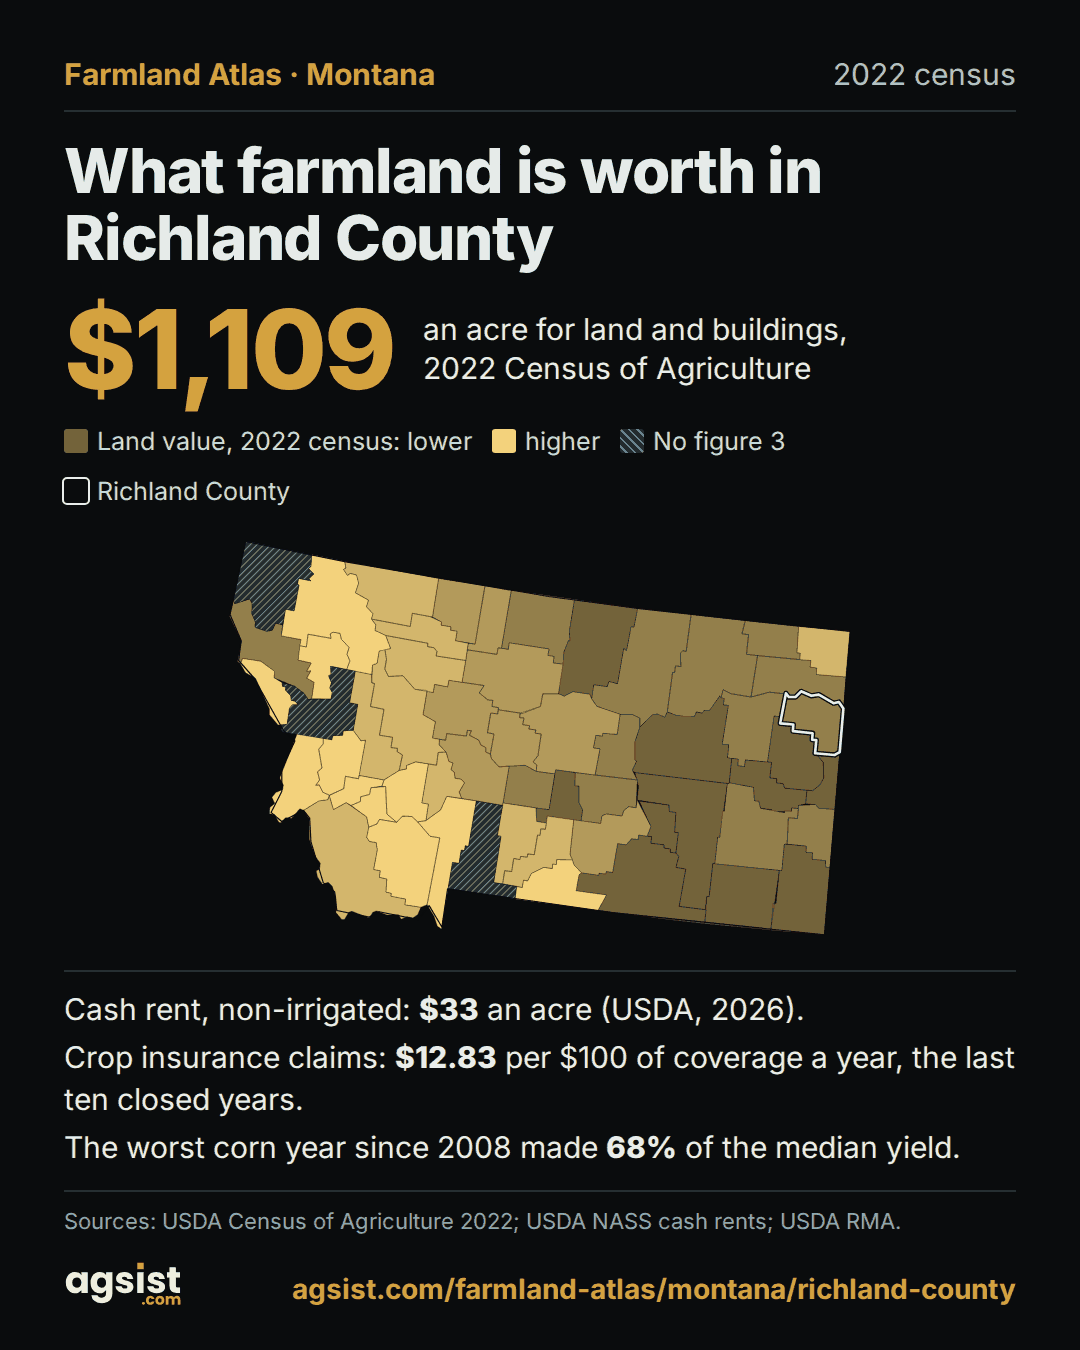 Farmland Atlas · Montana
2022 census
What farmland is worth in
Richland County
$1,109
an acre for land and buildings,
2022 Census of Agriculture
Land value, 2022 census: lower
higher
No figure 3
Richland County
Cash rent, non-irrigated: $33 an acre (USDA, 2026).
Crop insurance claims: $12.83 per $100 of coverage a year, the last
ten closed years.
The worst corn year since 2008 made 68% of the median yield.
Sources: USDA Census of Agriculture 2022; USDA NASS cash rents; USDA RMA.
agsist
.com
agsist.com/farmland-atlas/montana/richland-county